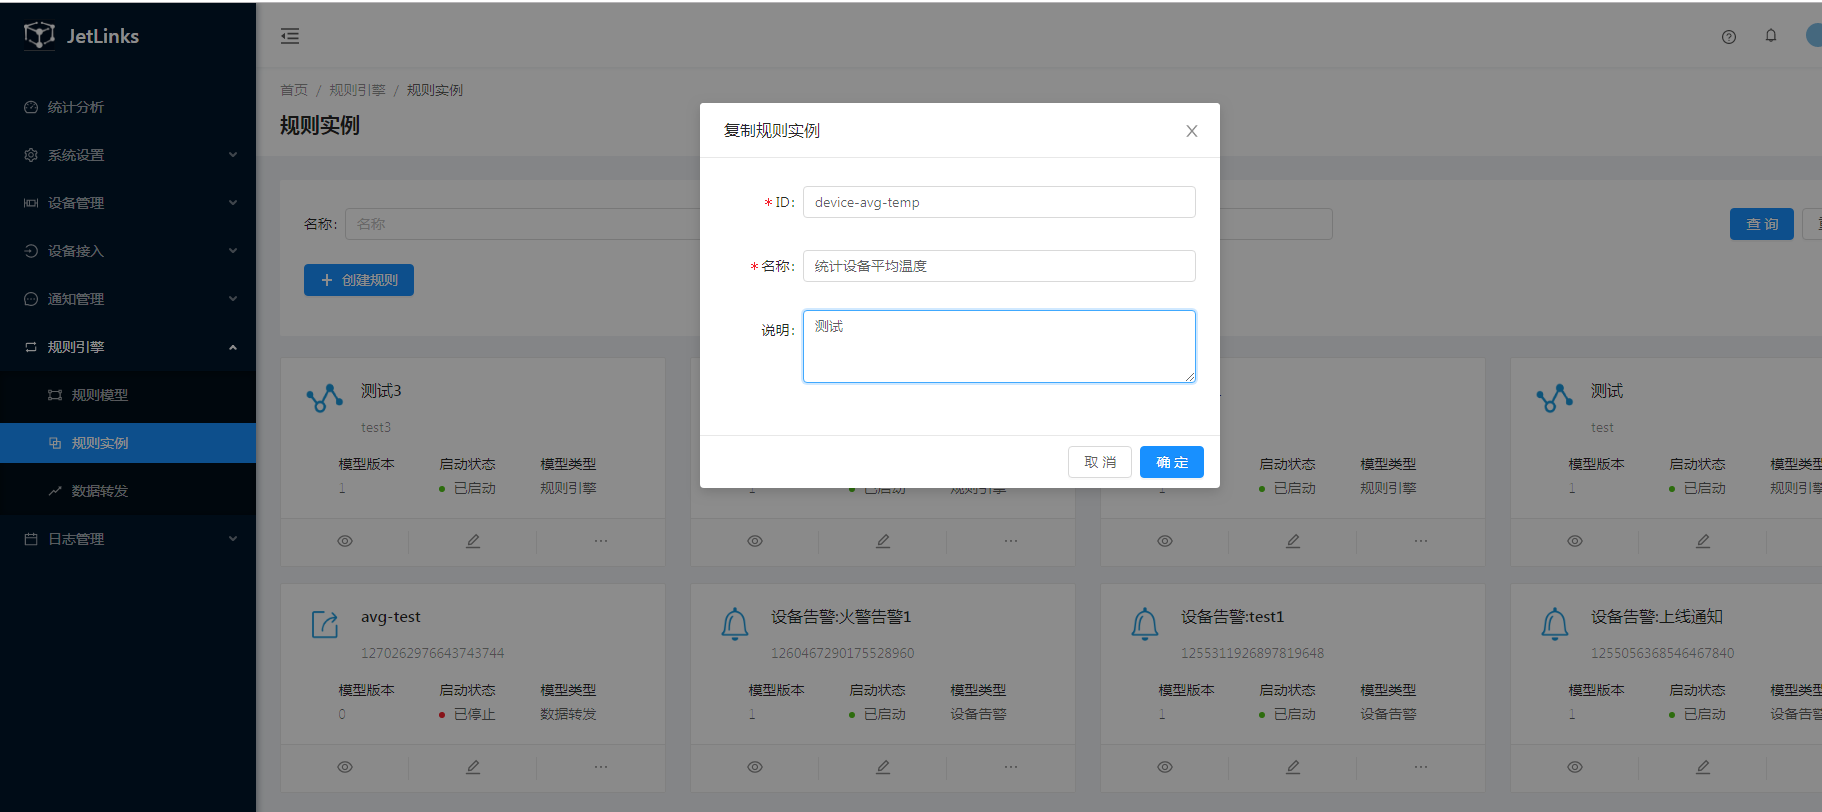 JetLinks
统计分析
系统设置
设备管理
设备接入
通知管理
规则引擎
规则模型
规则实例
数据转发
日志管理
首页 / 规则引擎 / 规则实例
规则实例
名称: 名称
查 询
创建规则
复制规则实例
* ID: device-avg-temp
* 名称: 统计设备平均温度
说明: 测试
取 消 确 定
测试3
test3
模型版本 启动状态 模型类型
1 已启动 规则引擎
1 已启动 规则引擎
启动状态 模型类型
1 已启动 规则引擎
测试
test
模型版本 启动状态 模型类型
1 已启动 规则引擎
avg-test
1270262976643743744
模型版本 启动状态 模型类型
0 已停止 数据转发
设备告警:火警告警1
1260467290175528960
模型版本 启动状态 模型类型
1 已启动 设备告警
设备告警:test1
1255311926897819648
模型版本 启动状态 模型类型
1 已启动 设备告警
设备告警:上线通知
1255056368546467840
模型版本 启动状态 模型类型
1 已启动 设备告警